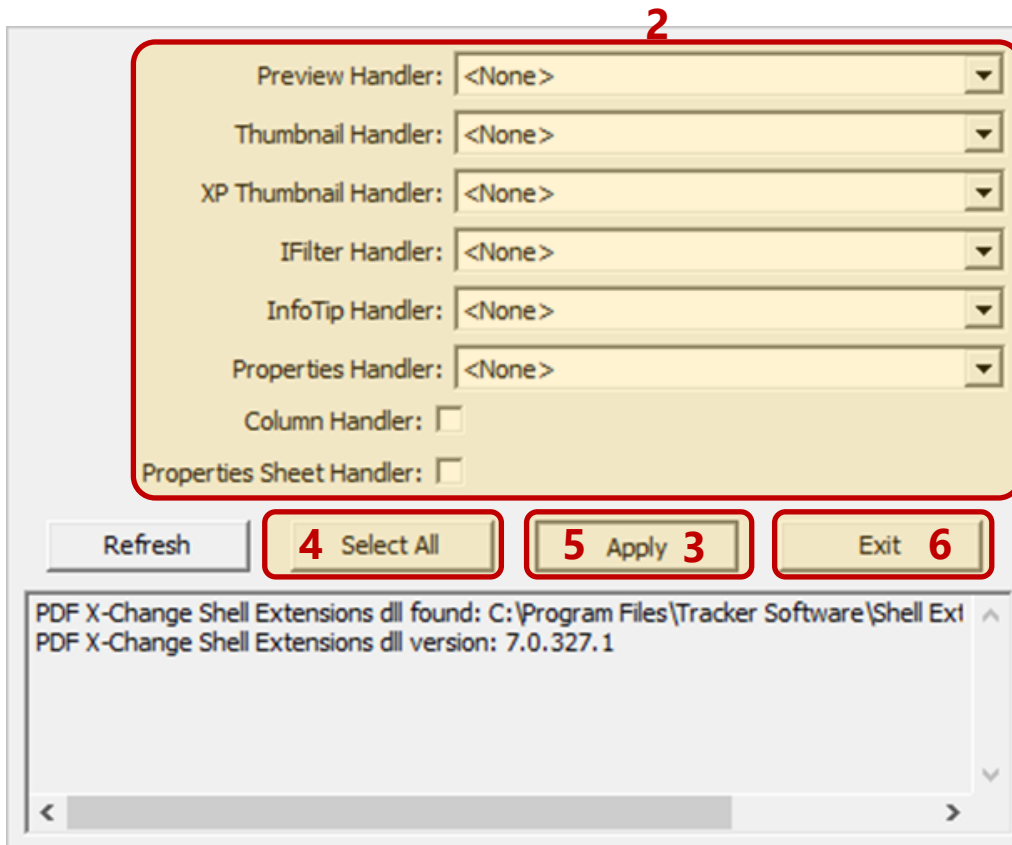 2
Preview Handler: <None>
Thumbnail Handler: <None>
XP Thumbnail Handler: <None>
IFilter Handler: <None>
InfoTip Handler: <None>
Properties Handler: <None>
Column Handler:
Properties Sheet Handler:
Refresh 4 Select All 5 Apply 3 Exit 6
PDF X-Change Shell Extensions dll found: C:\Program Files\Tracker Software\Shell Ext
PDF X-Change Shell Extensions dll version: 7.0.327.1